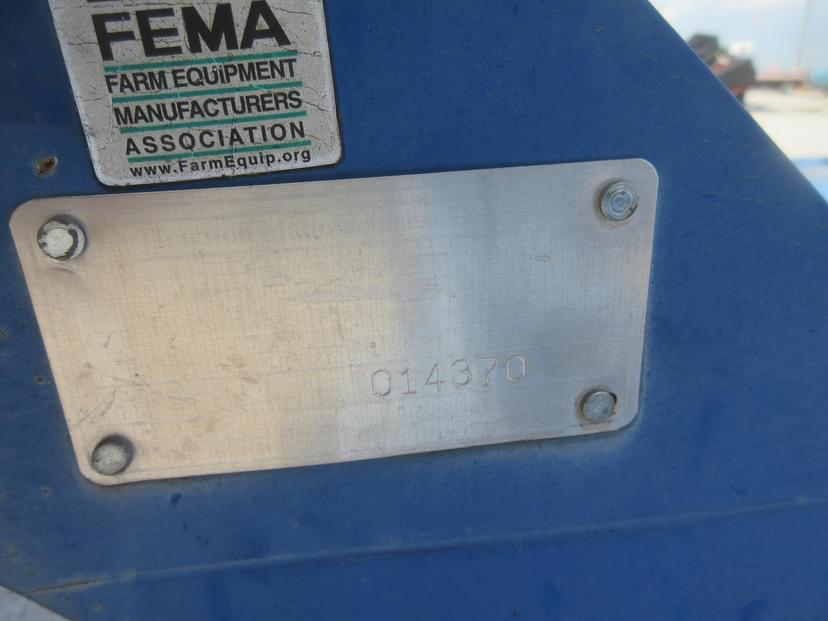 FEMA
FARM EQUIPMENT
MANUFACTURERS
ASSOCIATION
www.FarmEquip.org
014370